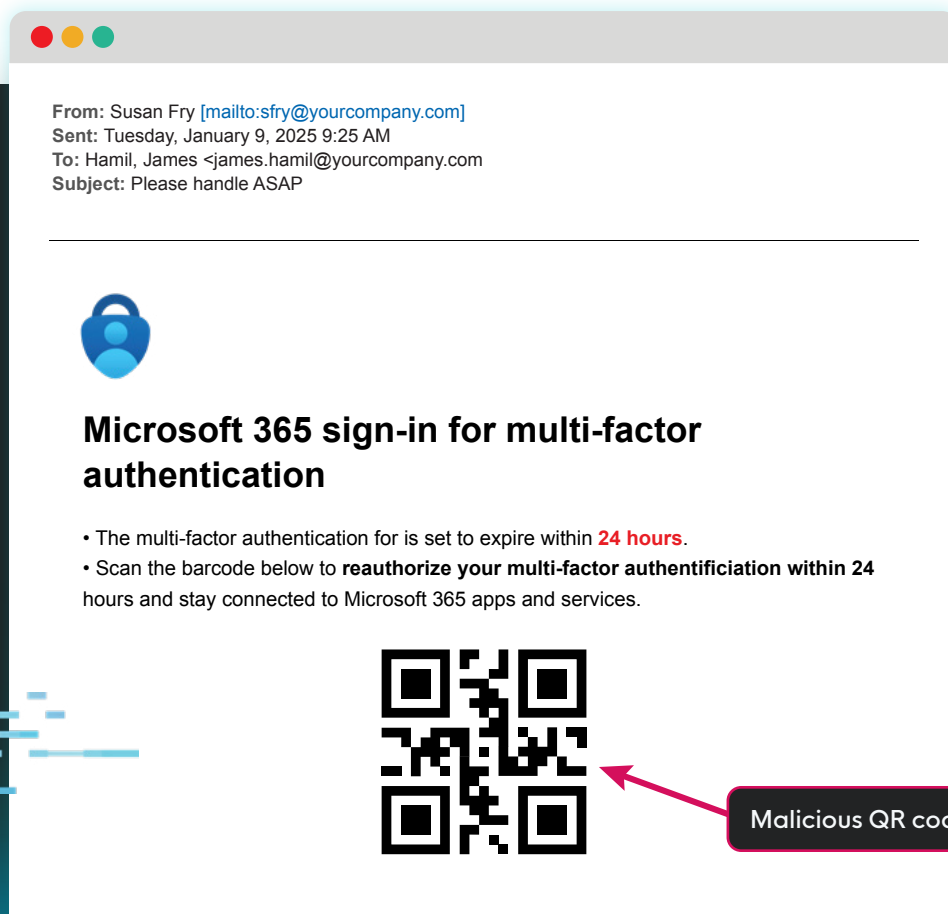 From: Susan Fry [mailto:sfry@yourcompany.com]
Sent: Tuesday, January 9, 2025 9:25 AM
To: Hamil, James <james.hamil@yourcompany.com
Subject: Please handle ASAP
Microsoft 365 sign-in for multi-factor
authentication
• The multi-factor authentication for is set to expire within 24 hours.
• Scan the barcode below to reauthorize your multi-factor authentificiation within 24
hours and stay connected to Microsoft 365 apps and services.
Malicious QR